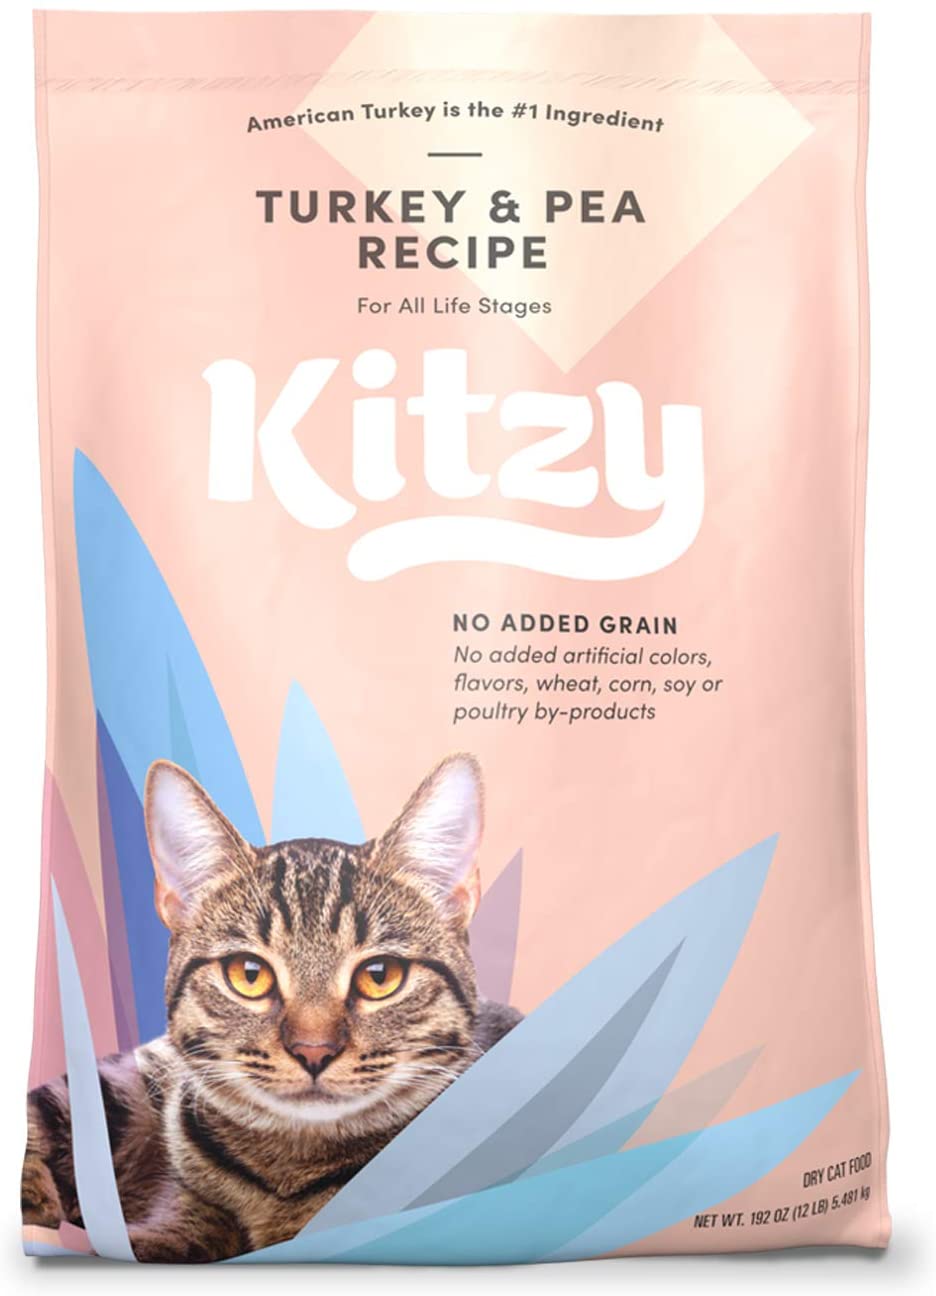 American Turkey is the #1 Ingredient
TURKEY & PEA
RECIPE
For All Life Stages
Kitzy
NO ADDED GRAIN
No added artificial colors,
flavors, wheat, corn, soy or
poultry by-products
DRY CAT FOOD
NET WT. 192 OZ (12 LB) 5.481 kg